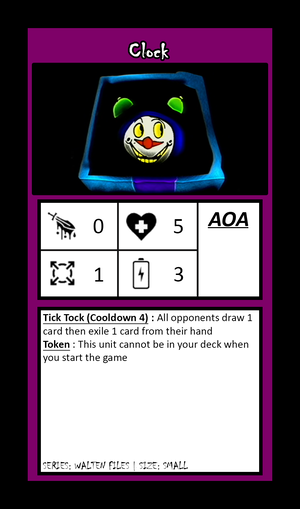 Clock
0
5
AOA
1
3
Tick Tock (Cooldown 4) : All opponents draw 1
card then exile 1 card from their hand
Token : This unit cannot be in your deck when
you start the game
SERIES: WALTEN FILES | SIZE: SMALL